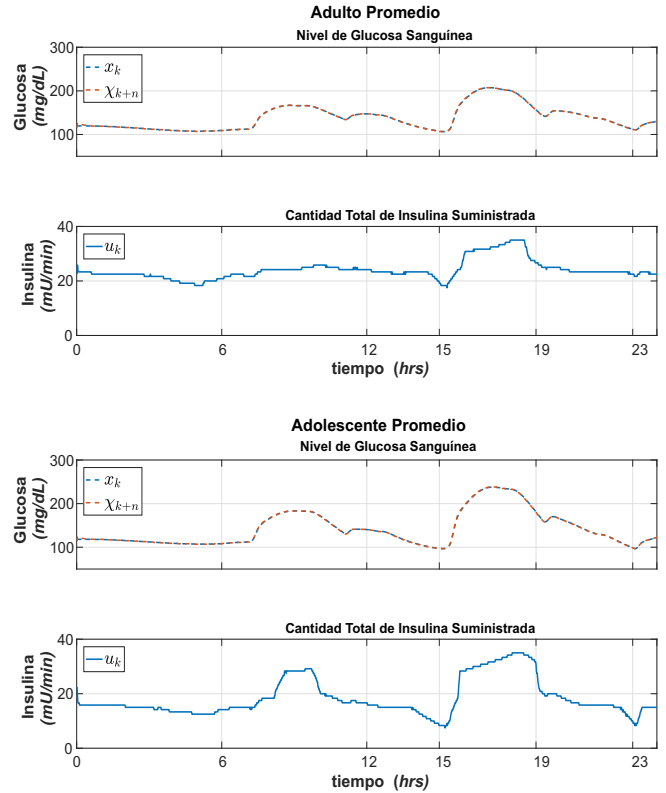 Adulto Promedio
Nivel de Glucosa Sanguínea
Glucosa
(mg/dL)
300
200
100
x_k
χ_{k+n}
Cantidad Total de Insulina Suministrada
Insulina
(mU/min)
40
20
0
u_k
0 6 12 15 19 23
tiempo (hrs)
Adolescente Promedio
Nivel de Glucosa Sanguínea
Glucosa
(mg/dL)
300
200
100
x_k
χ_{k+n}
Cantidad Total de Insulina Suministrada
Insulina
(mU/min)
40
20
0
u_k
0 6 12 15 19 23
tiempo (hrs)